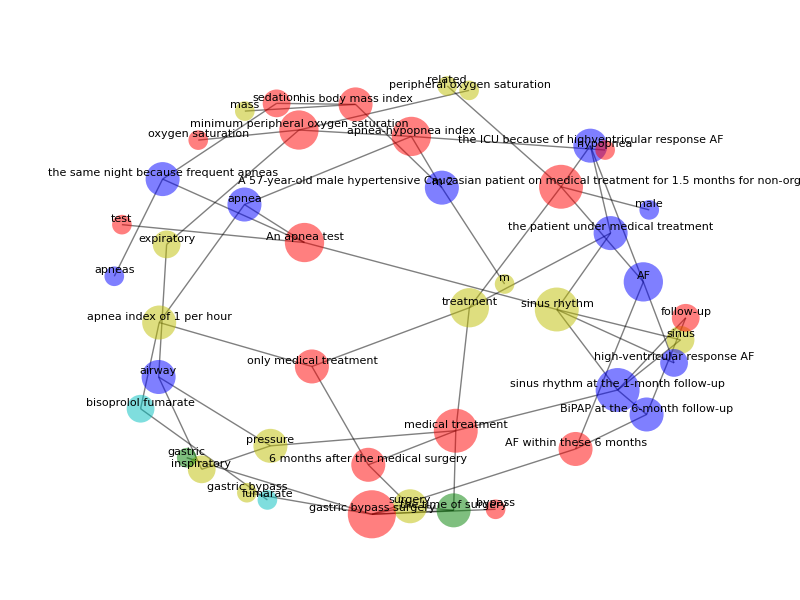 related
peripheral oxygen saturation
sedation
his body mass index
mass
minimum peripheral oxygen saturation
oxygen saturation
apnea-hypopnea index
the ICU because of highventricular response AF
Hypopnea
the same night because frequent apneas
A 57-year-old male hypertensive Caucasian patient on medical treatment for 1.5 months for non-org
apnea
male
test
An apnea test
expiratory
the patient under medical treatment
apneas
AF
m
treatment
sinus rhythm
follow-up
apnea index of 1 per hour
sinus
only medical treatment
high-ventricular response AF
airway
sinus rhythm at the 1-month follow-up
bisoprolol fumarate
BiPAP at the 6-month follow-up
medical treatment
pressure
AF within these 6 months
gastric
inspiratory
6 months after the medical surgery
gastric bypass
fumarate
surgery
the time of surgery
bypass
gastric bypass surgery